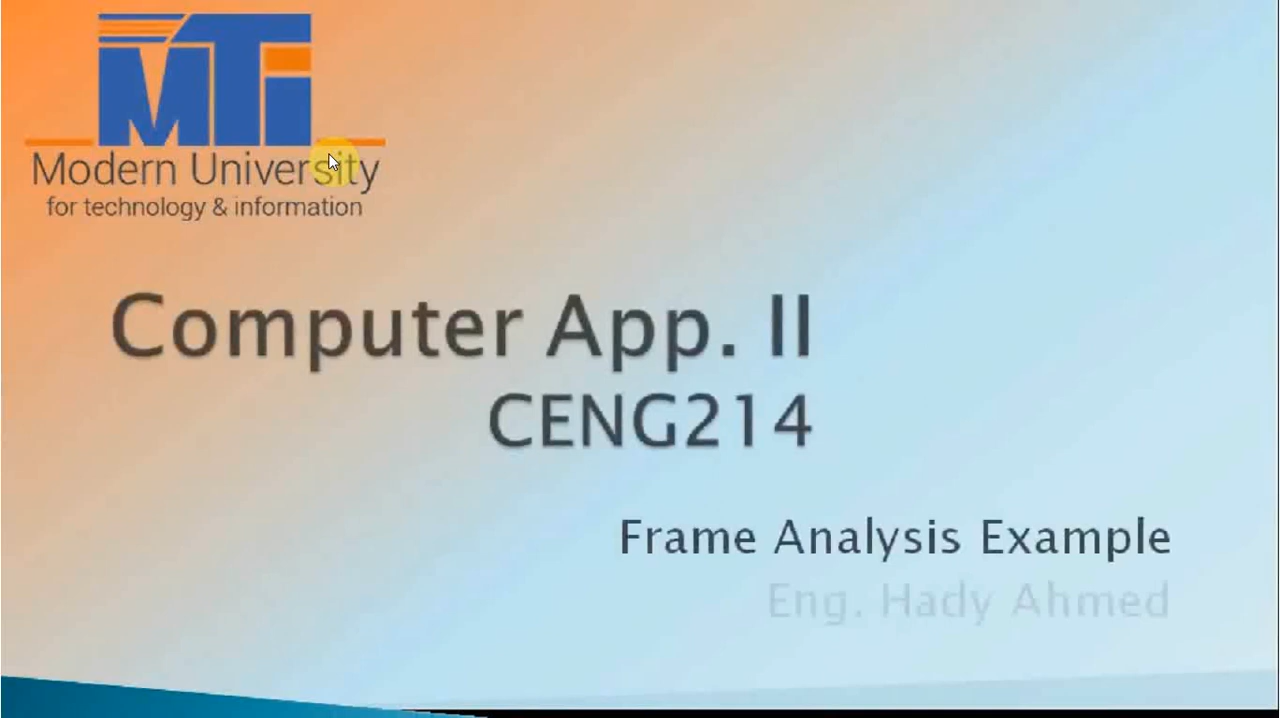 MTi
Modern University
for technology & information
Computer App. II
CENG214
Frame Analysis Example
Eng. Hady Ahmed